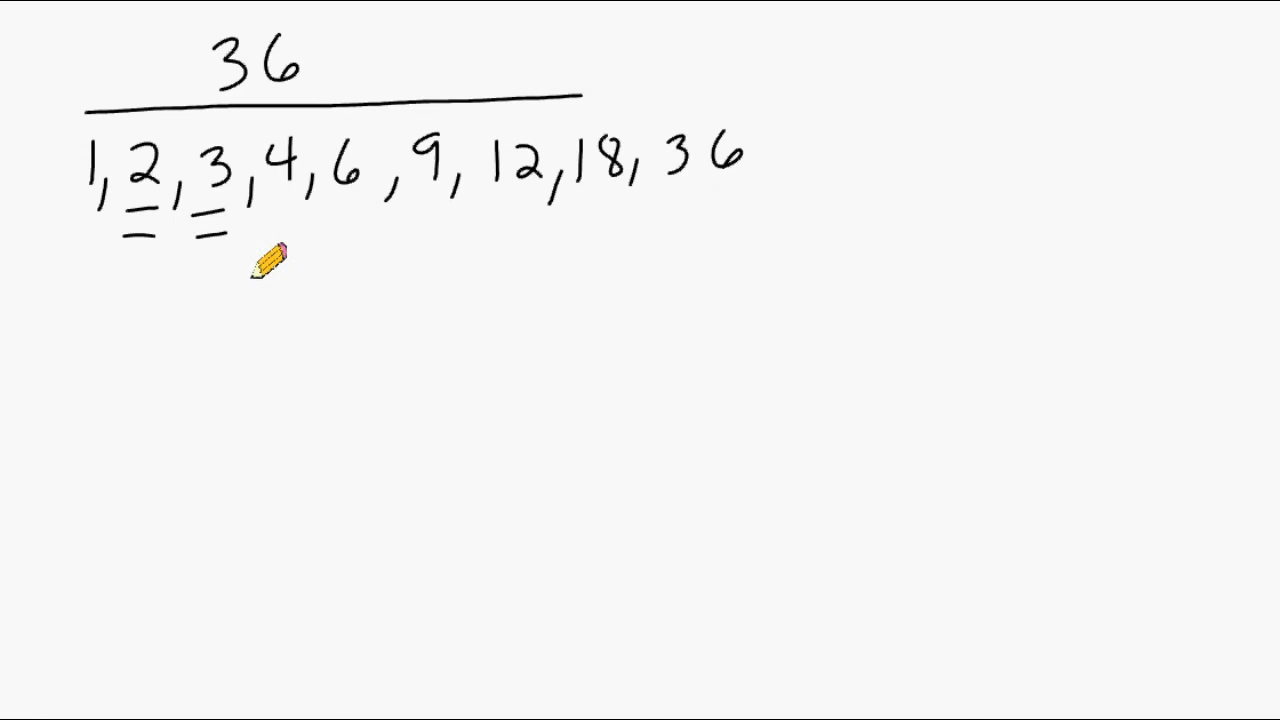 36
1, 2, 3, 4, 6, 9, 12, 18, 36